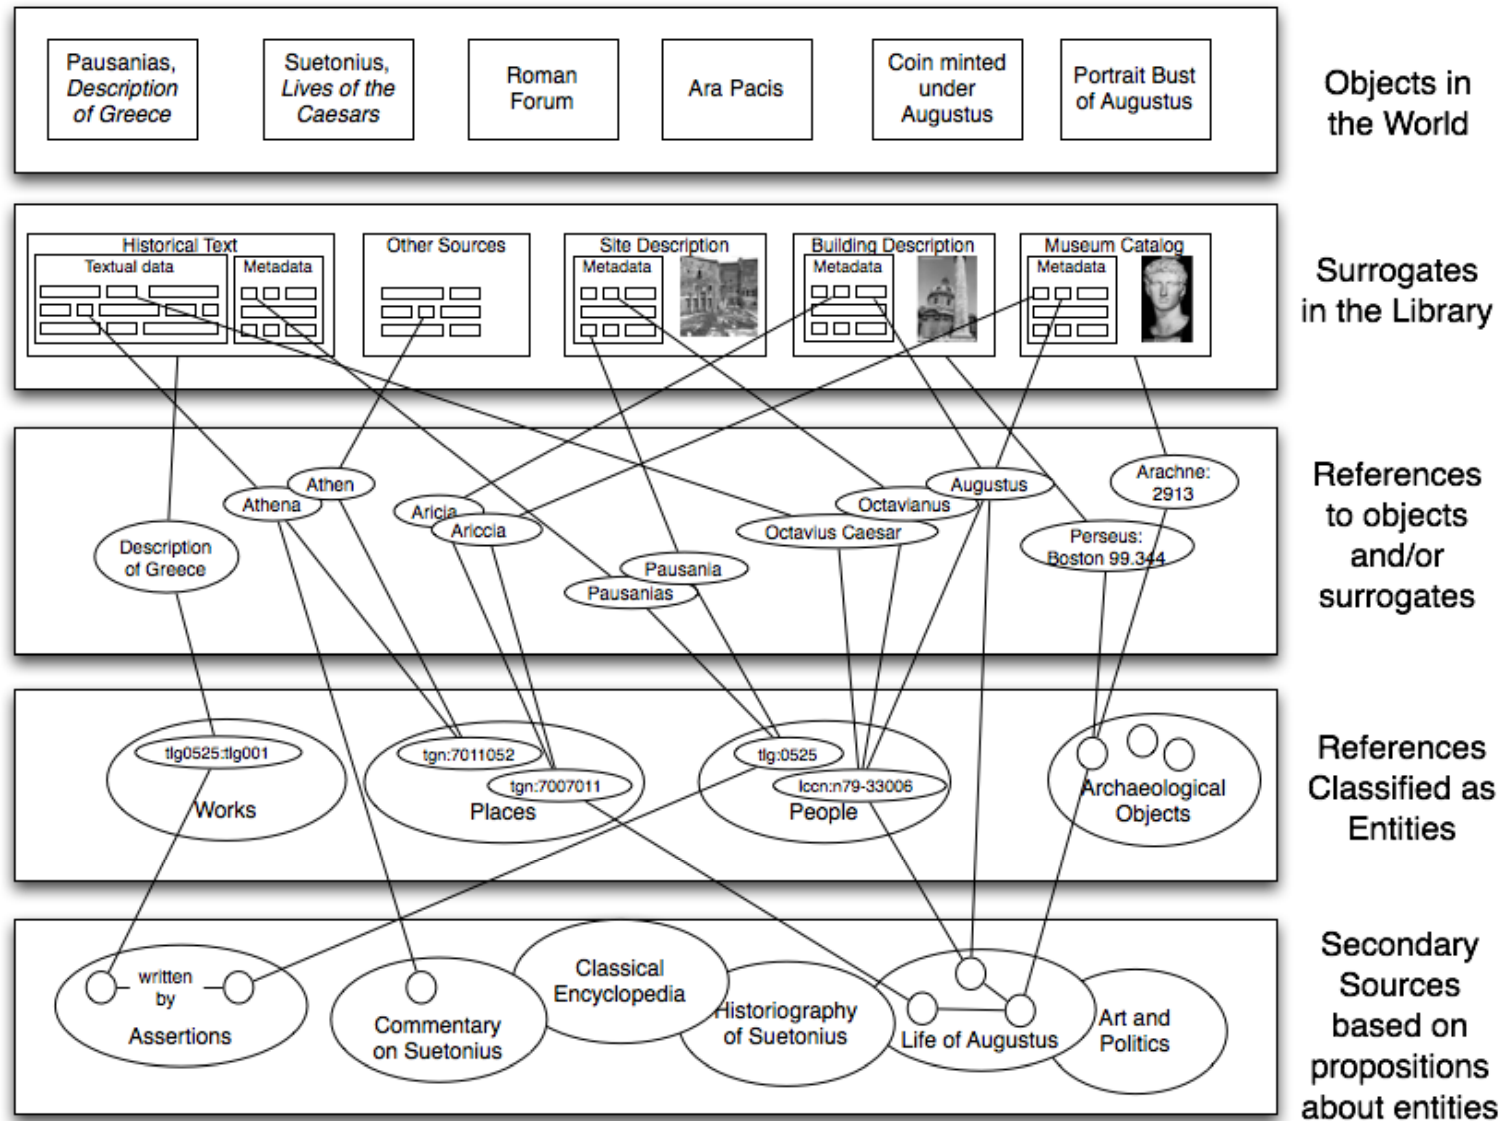 Pausanias,
Description
of Greece
Suetonius,
Lives of the
Caesars
Roman
Forum
Ara Pacis
Coin minted
under
Augustus
Portrait Bust
of Augustus
Objects in
the World
Historical Text
Textual data
Metadata
Other Sources
Site Description
Metadata
Building Description
Metadata
Museum Catalog
Metadata
Surrogates
in the Library
Description
of Greece
Athena
Athen
Aricia
Ariccia
Pausanias
Pausania
Octavius Caesar
Octavianus
Augustus
Perseus:
Boston 99.344
Arachne:
2913
References
to objects
and/or
surrogates
tlg0525:tlg001
Works
tgn:7011052
tgn:7007011
Places
tlg:0525
lccn:n79-33006
People
Archaeological
Objects
References
Classified as
Entities
written
by
Assertions
Commentary
on Suetonius
Classical
Encyclopedia
Historiography
of Suetonius
Life of Augustus
Art and
Politics
Secondary
Sources
based on
propositions
about entities